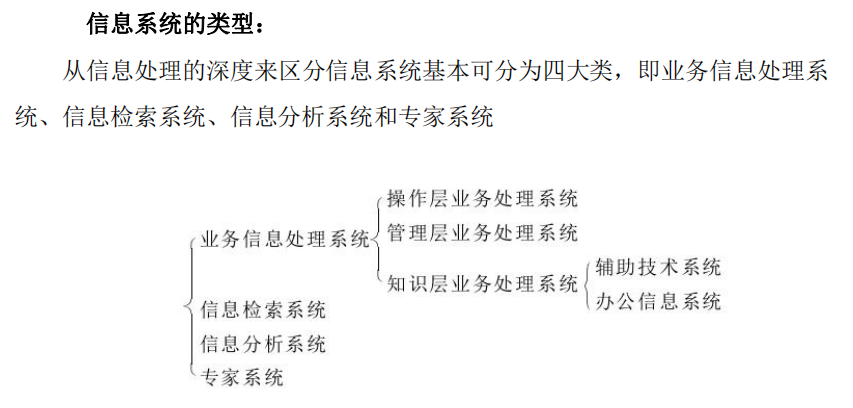 信息系统的类型：
从信息处理的深度来区分信息系统基本可分为四大类，即业务信息处理系
统、信息检索系统、信息分析系统和专家系统
操作层业务处理系统
业务信息处理系统
管理层业务处理系统
知识层业务处理系统
辅助技术系统
办公信息系统
信息检索系统
信息分析系统
专家系统